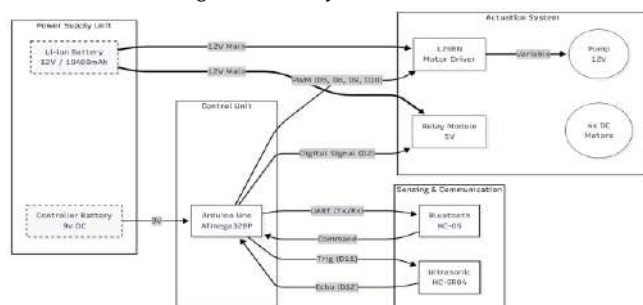 Power Supply Unit
Li-Ion Battery
12V / 10400mAh
Controller Battery
9V DC
12V Main
12V Main
PWM (D5, D6, D9, D10)
Digital Signal (D2)
9V
Control Unit
Arduino Uno
ATmega328P
Actuation System
L298N
Motor Driver
Variable
Pump
12V
Relay Module
5V
4x DC
Motors
Sensing & Communication
UART (Tx/Rx)
Bluetooth
HC-05
Command
Trig (D11)
Ultrasonic
HC-SR04
Echo (D12)